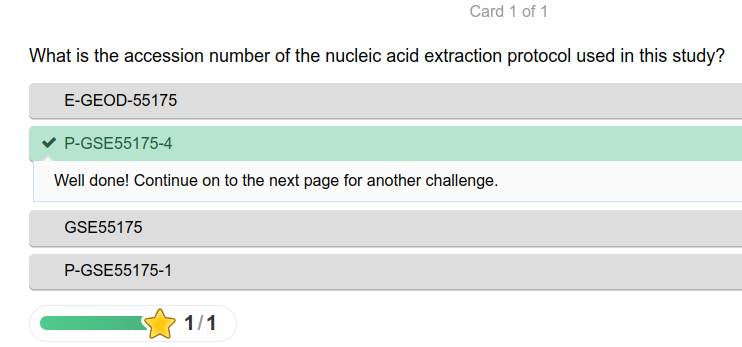 Card 1 of 1
What is the accession number of the nucleic acid extraction protocol used in this study?
E-GEOD-55175
P-GSE55175-4
Well done! Continue on to the next page for another challenge.
GSE55175
P-GSE55175-1
1/1